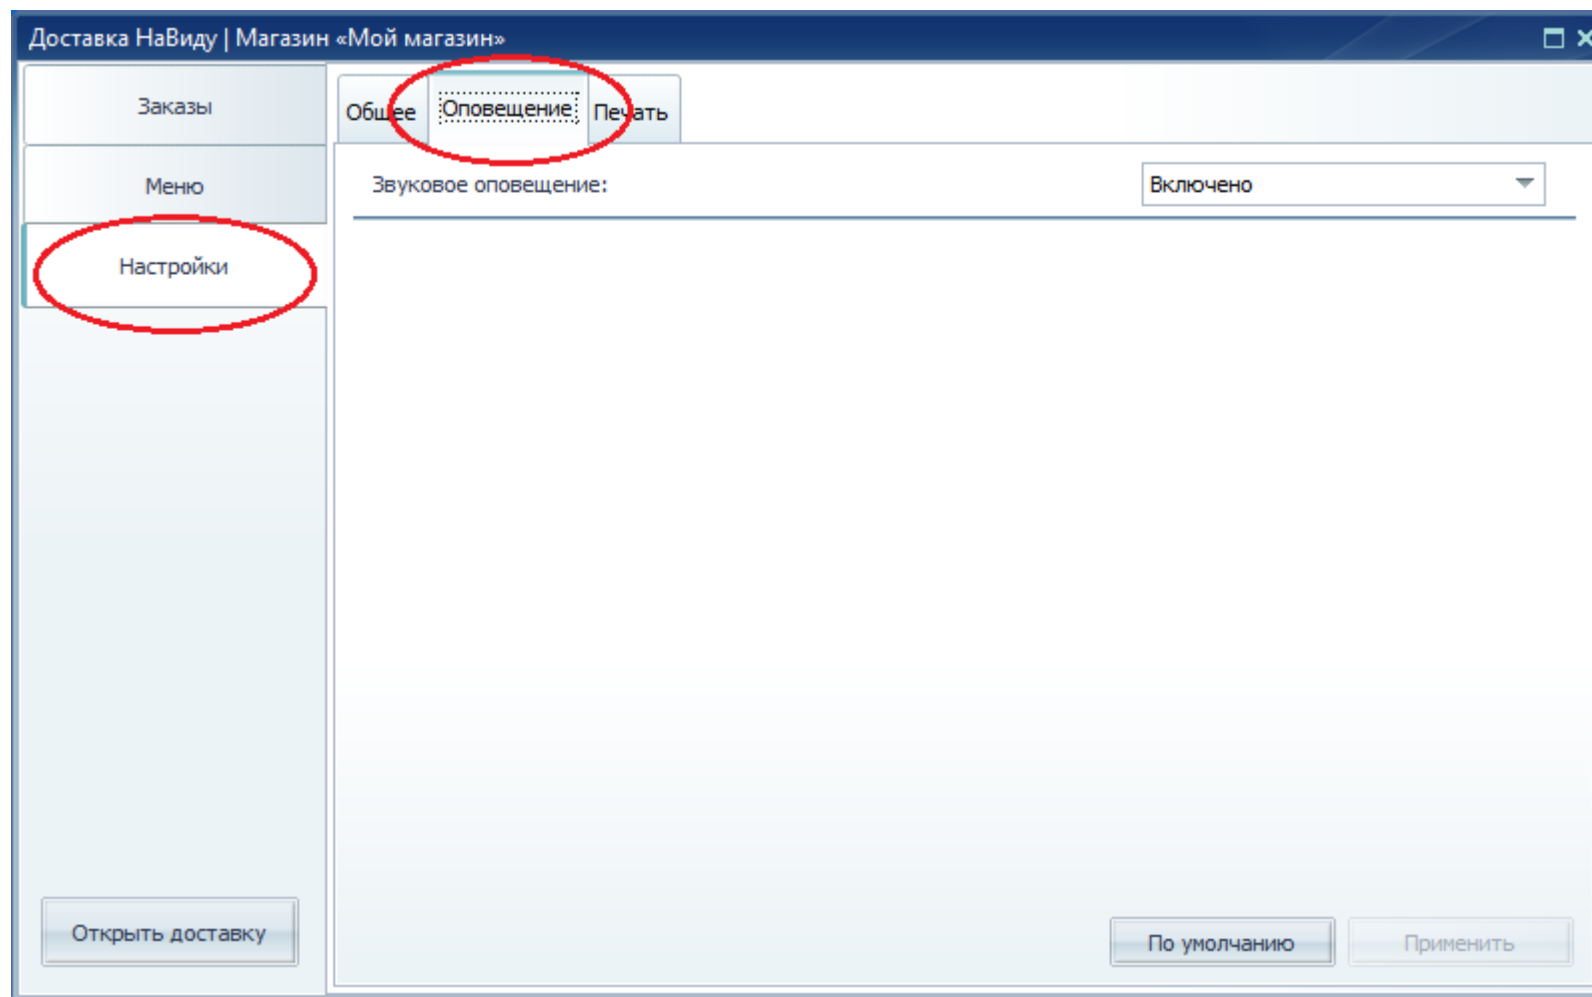 Доставка НаВиду | Магазин «Мой магазин»
Заказы
Меню
Настройки
Общее Оповещение Печать
Звуковое оповещение: Включено
Открыть доставку
По умолчанию Применить